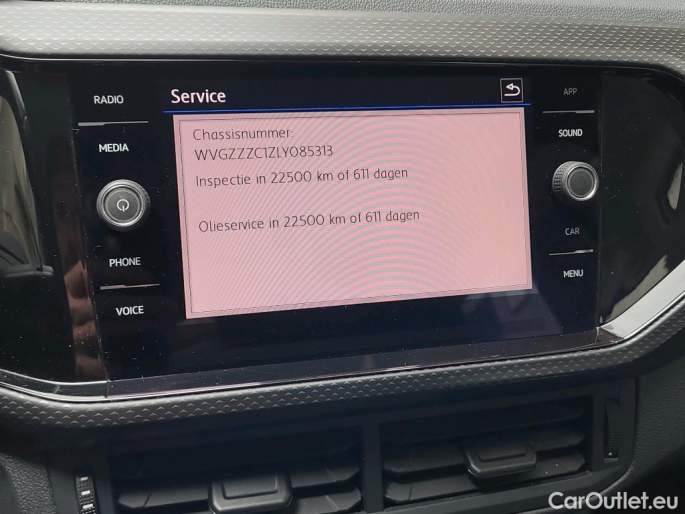 RADIO
MEDIA
PHONE
VOICE
Service
Chassisnummer:
WVGZZZC1ZLY085313
Inspectie in 22500 km of 611 dagen
Olieservice in 22500 km of 611 dagen
APP
SOUND
CAR
MENU
CarOutlet.eu